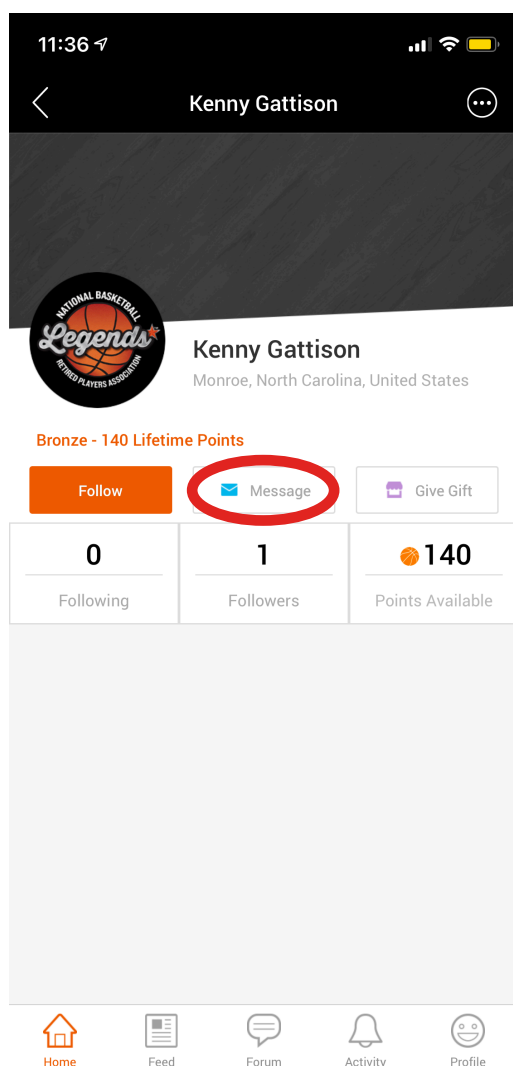 11:36
Kenny Gattison
NATIONAL BASKETBALL
Legends
RETIRED PLAYERS ASSOCIATION
Kenny Gattison
Monroe, North Carolina, United States
Bronze - 140 Lifetime Points
Follow Message Give Gift
0 1 140
Following Followers Points Available
Home Feed Forum Activity Profile